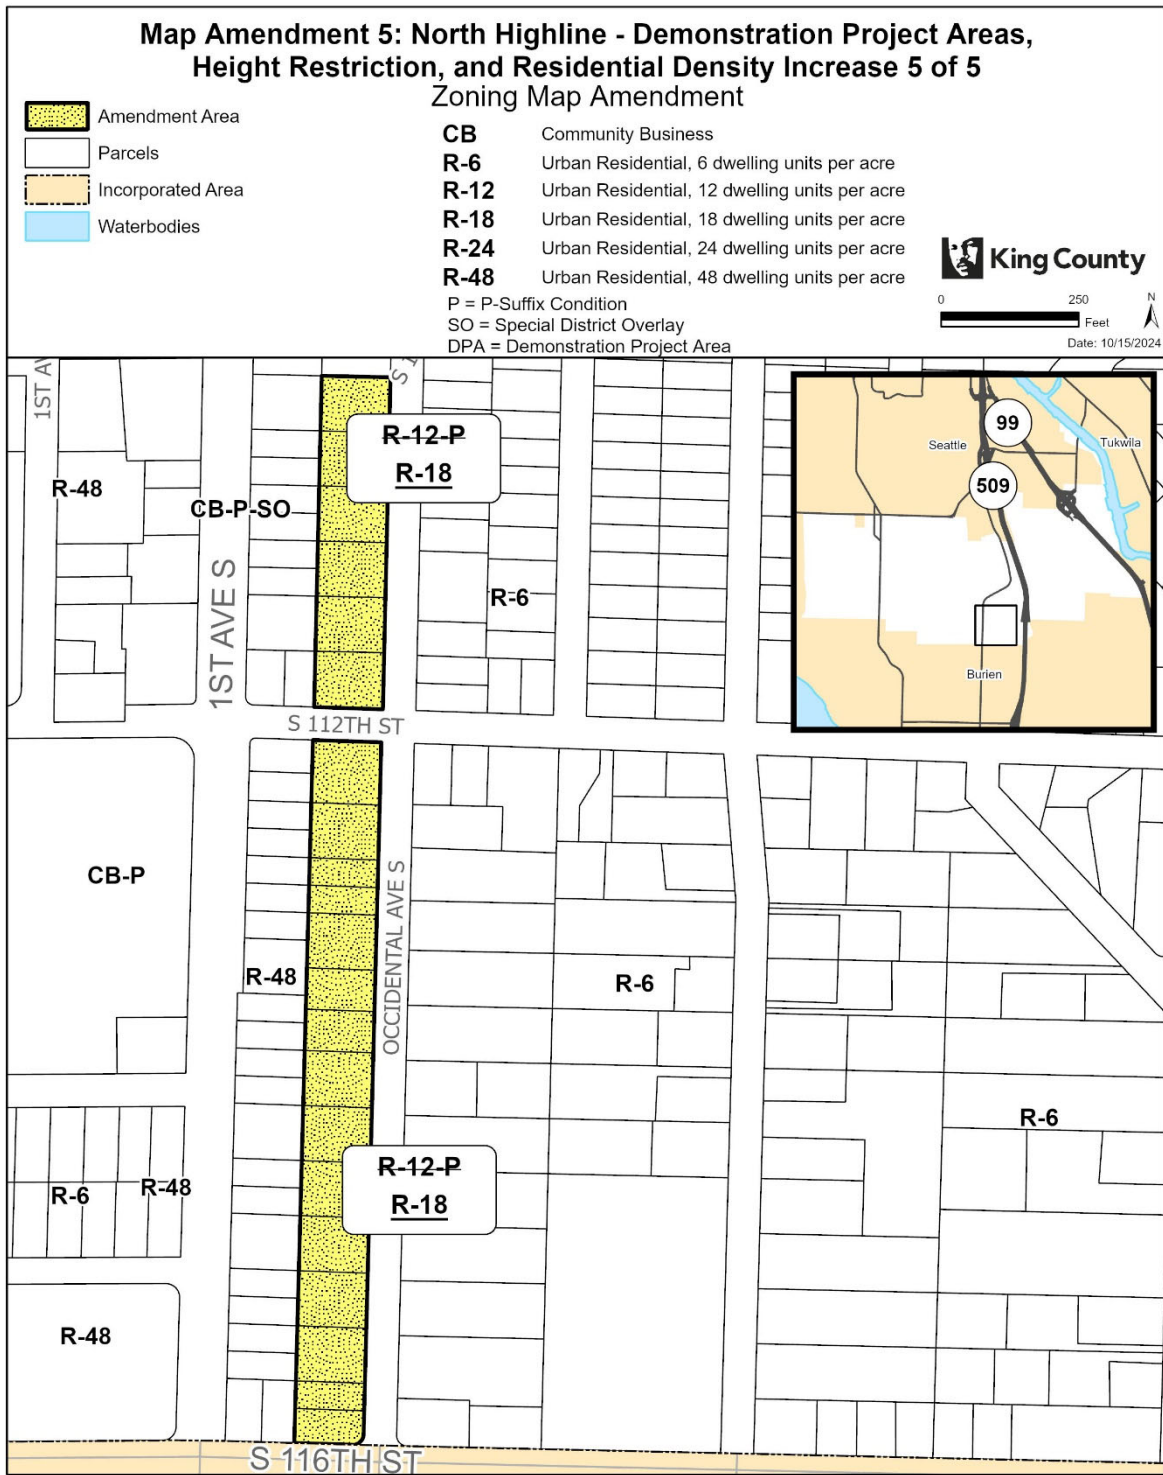 Map Amendment 5: North Highline - Demonstration Project Areas,
Height Restriction, and Residential Density Increase 5 of 5
Zoning Map Amendment
Amendment Area
Parcels
Incorporated Area
Waterbodies
CB Community Business
R-6 Urban Residential, 6 dwelling units per acre
R-12 Urban Residential, 12 dwelling units per acre
R-18 Urban Residential, 18 dwelling units per acre
R-24 Urban Residential, 24 dwelling units per acre
R-48 Urban Residential, 48 dwelling units per acre
P = P-Suffix Condition
SO = Special District Overlay
DPA = Demonstration Project Area
King County
0 250
Feet
N
Date: 10/15/2024
1ST AV
S 1
R-12-P
R-18
R-48
CB-P-SO
R-6
1ST AVE S
S 112TH ST
99
Seattle
Tukwila
509
Burien
CB-P
OCCIDENTAL AVE S
R-48
R-6
R-6
R-12-P
R-18
R-6
R-48
R-48
S 116TH ST